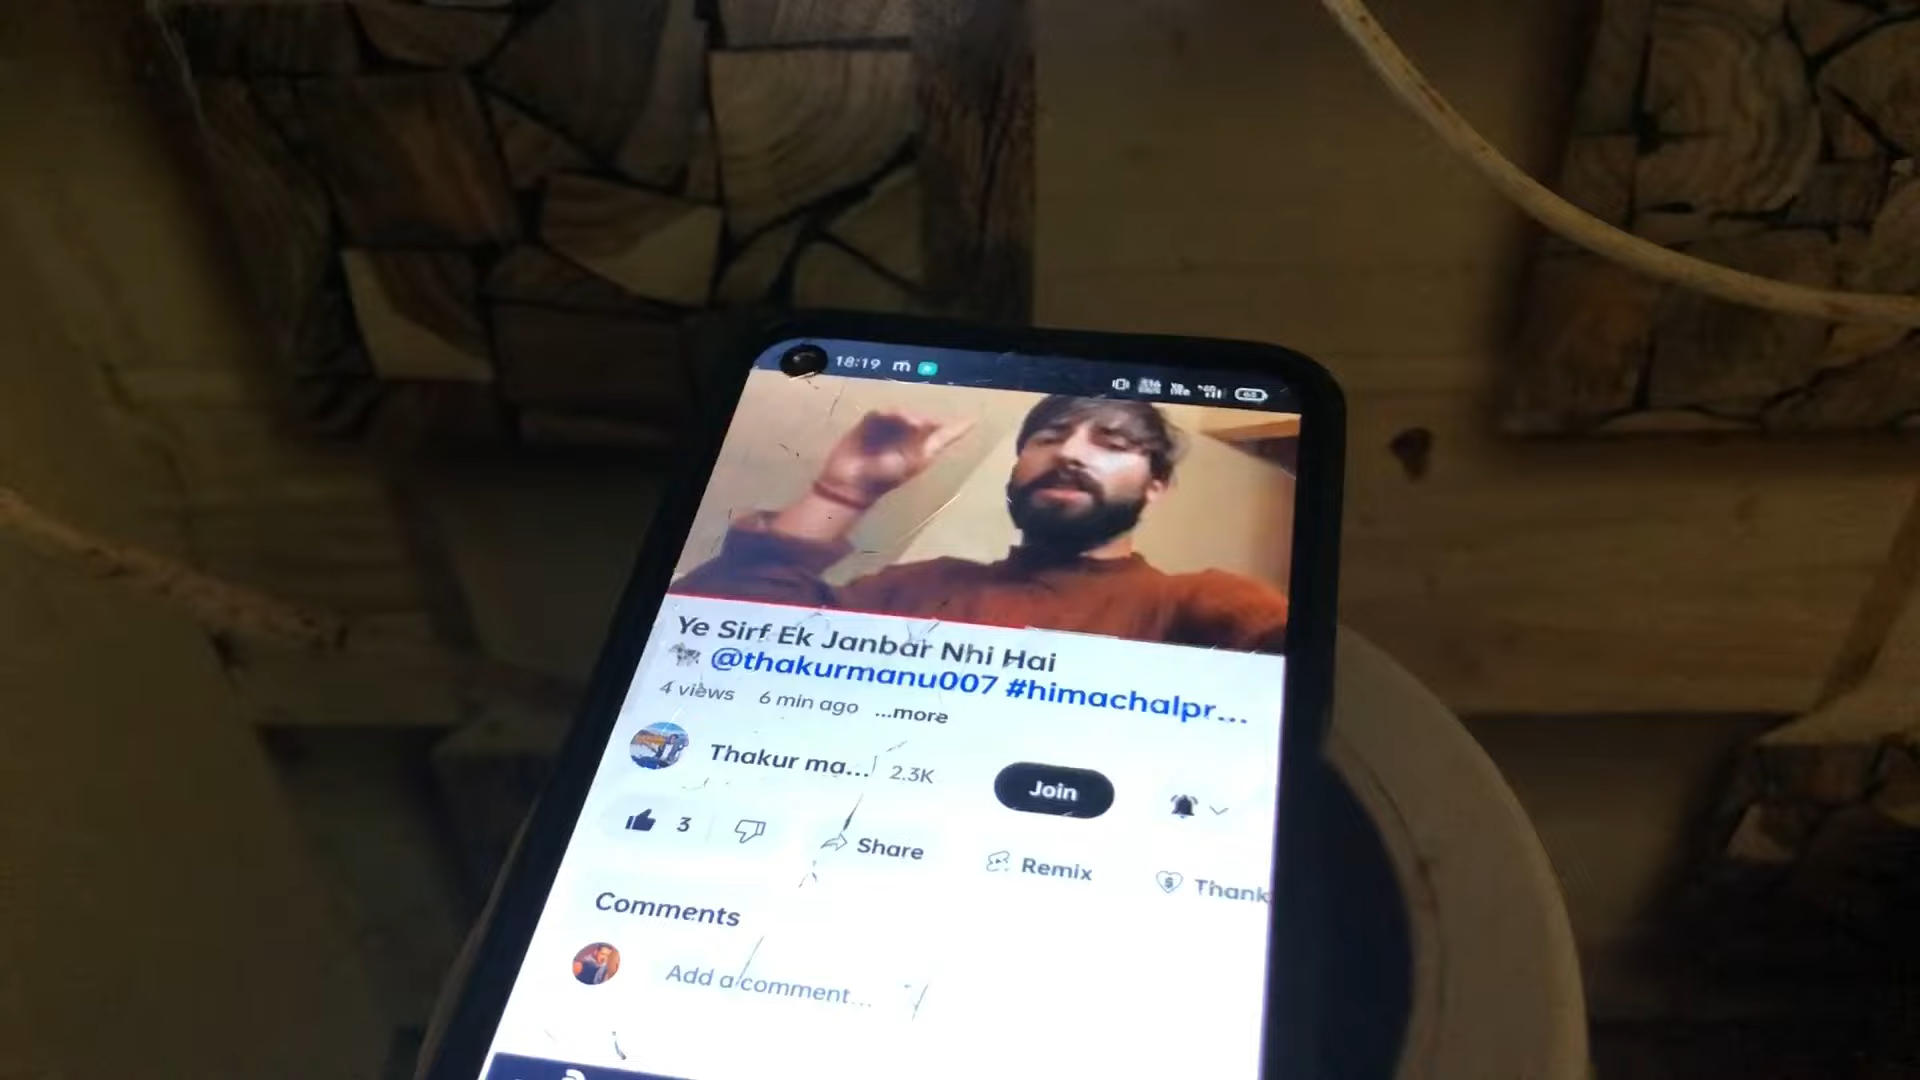 18:19 m
Ye Sirf Ek Janbar Nhi Hai
🐄 @thakurmanu007 #himachalpr...
4 views 6 min ago ...more
Thakur ma... 2.3K
Join
3
Share
Remix
Thank
Comments
Add a comment...